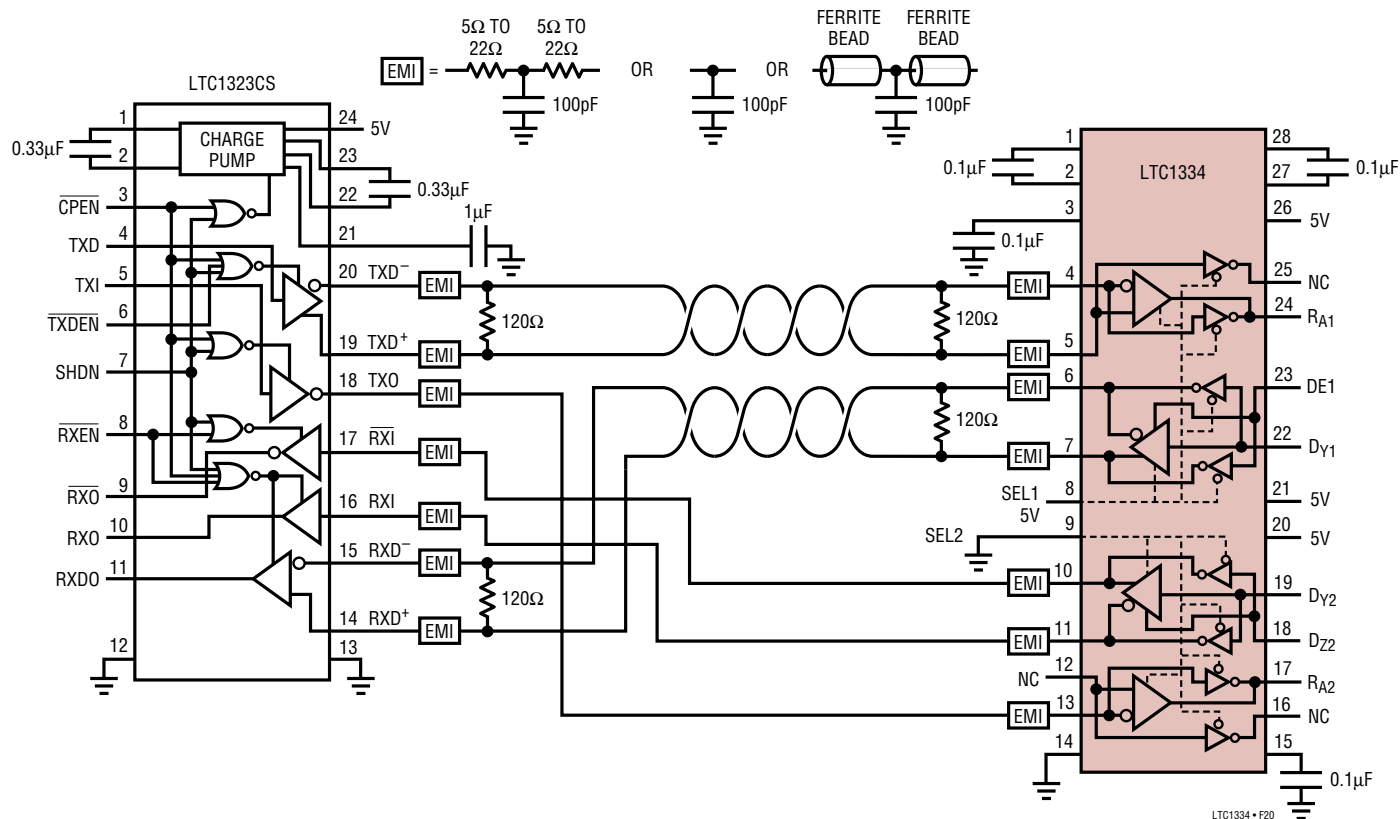 5Ω TO
22Ω
5Ω TO
22Ω
FERRITE
BEAD
FERRITE
BEAD
EMI =
OR
OR
100pF
100pF
100pF
LTC1323CS
CHARGE
PUMP
1
2
3
4
5
6
7
8
9
10
11
12
0.33µF
C̅P̅E̅N̅
TXD
TXI
T̅X̅D̅E̅N̅
SHDN
R̅X̅E̅N̅
R̅X̅O̅
RXO
RXDO
24
5V
23
22
0.33µF
21
1µF
20 TXD⁻
EMI
19 TXD⁺
EMI
18 TXO
EMI
17 R̅X̅I̅
EMI
16 RXI
EMI
15 RXD⁻
EMI
14 RXD⁺
EMI
13
120Ω
120Ω
120Ω
120Ω
LTC1334
1
2
0.1µF
3
0.1µF
EMI 4
EMI 5
EMI 6
EMI 7
SEL1
5V
8
SEL2
9
EMI 10
EMI 11
NC 12
EMI 13
14
28
27
0.1µF
26
5V
25
NC
24
RA1
23
DE1
22
DY1
21
5V
20
5V
19
DY2
18
DZ2
17
RA2
16
NC
15
0.1µF
LTC1334 • F20